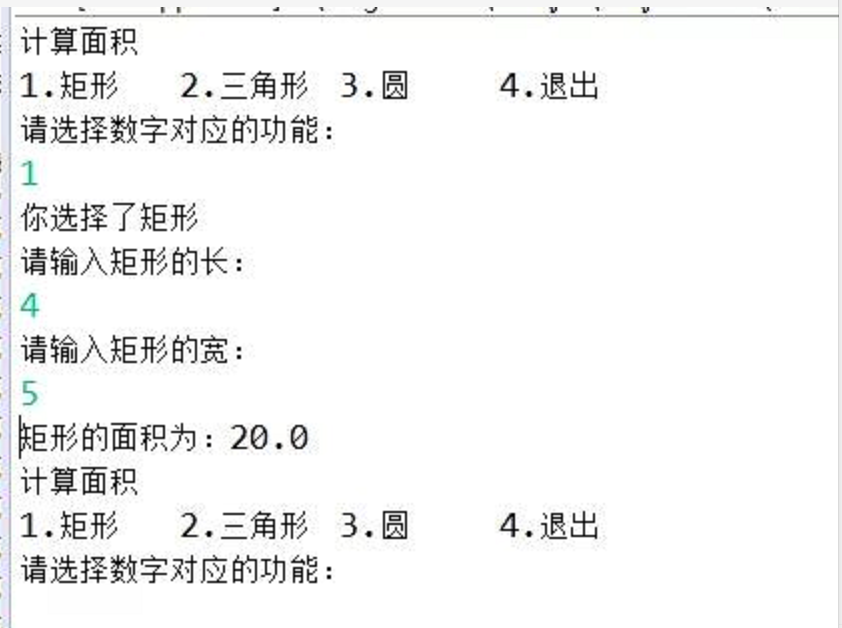 计算面积
1.矩形 2.三角形 3.圆 4.退出
请选择数字对应的功能：
1
你选择了矩形
请输入矩形的长：
4
请输入矩形的宽：
5
矩形的面积为：20.0
计算面积
1.矩形 2.三角形 3.圆 4.退出
请选择数字对应的功能：